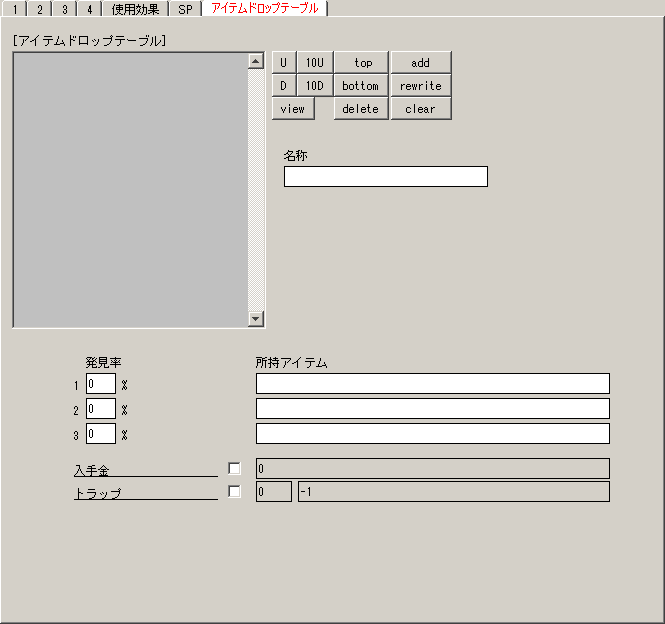 1 2 3 4 使用効果 SP アイテムドロップテーブル
[アイテムドロップテーブル]
U 10U top add
D 10D bottom rewrite
view delete clear
名称
発見率 所持アイテム
1 0 %
2 0 %
3 0 %
入手金 0
トラップ 0 -1